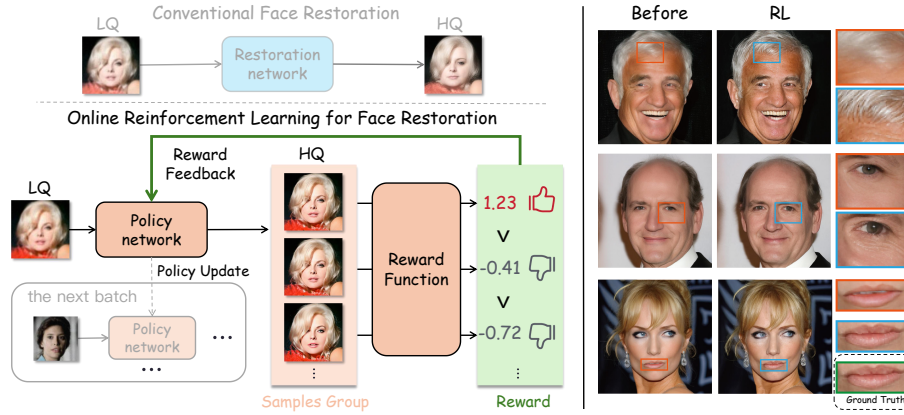 Conventional Face Restoration
LQ
HQ
Restoration
network
Online Reinforcement Learning for Face Restoration
Reward
Feedback
HQ
LQ
Policy
network
Reward
Function
1,23
∨
-0.41
∨
-0.72
Policy Update
the next batch
Policy
network
...
...
⋮
⋮
Samples Group
Reward
Before
RL
Ground Truth